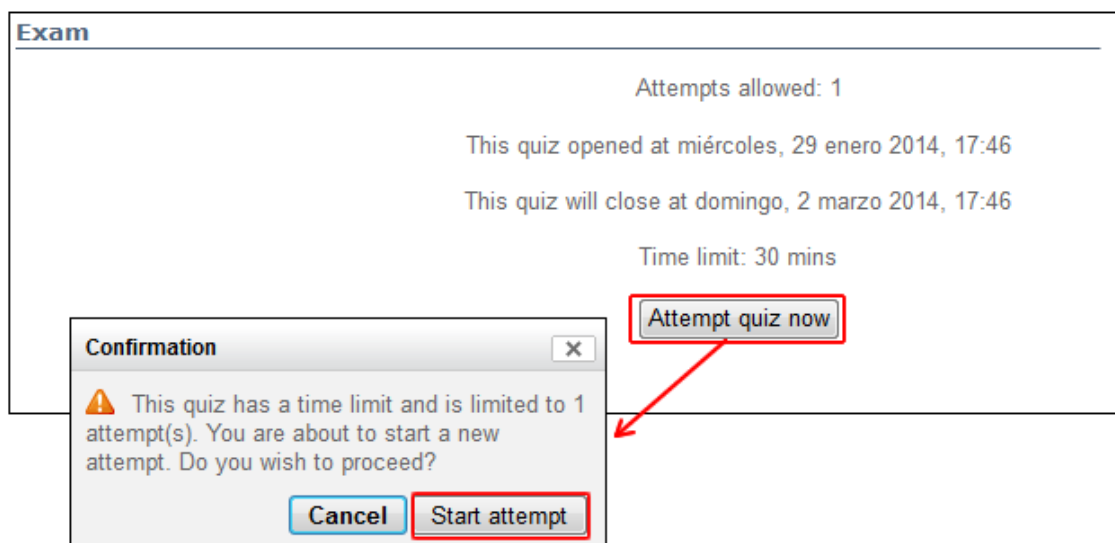 Exam
Attempts allowed: 1
This quiz opened at miércoles, 29 enero 2014, 17:46
This quiz will close at domingo, 2 marzo 2014, 17:46
Time limit: 30 mins
Attempt quiz now
Confirmation
This quiz has a time limit and is limited to 1
attempt(s). You are about to start a new
attempt. Do you wish to proceed?
Cancel Start attempt